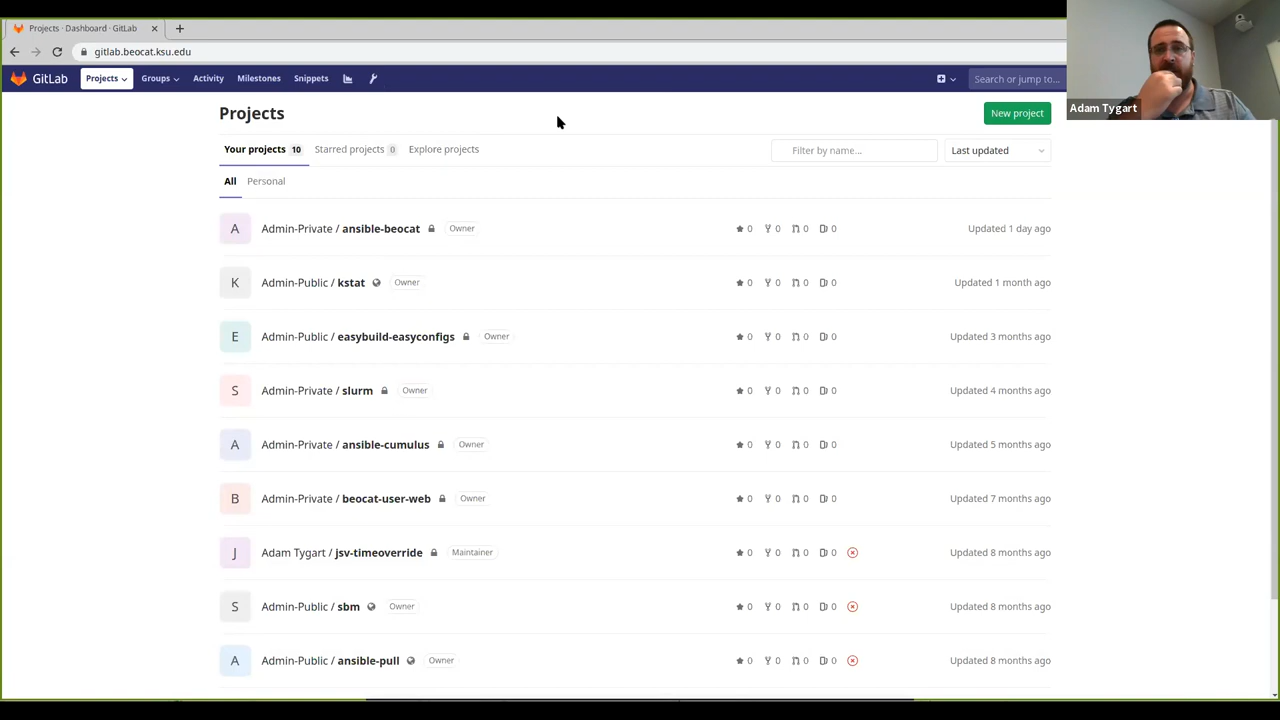 Projects · Dashboard · GitLab
gitlab.beocat.ksu.edu
GitLab Projects Groups Activity Milestones Snippets Search or jump to...
Adam Tygart
Projects
New project
Your projects 10 Starred projects 0 Explore projects
Filter by name...
Last updated
All Personal
A Admin-Private / ansible-beocat Owner 0 0 0 0 Updated 1 day ago
K Admin-Public / kstat Owner 0 0 0 0 Updated 1 month ago
E Admin-Public / easybuild-easyconfigs Owner 0 0 0 0 Updated 3 months ago
S Admin-Private / slurm Owner 0 0 0 0 Updated 4 months ago
A Admin-Private / ansible-cumulus Owner 0 0 0 0 Updated 5 months ago
B Admin-Private / beocat-user-web Owner 0 0 0 0 Updated 7 months ago
J Adam Tygart / jsv-timeoverride Maintainer 0 0 0 0 Updated 8 months ago
S Admin-Public / sbm Owner 0 0 0 0 Updated 8 months ago
A Admin-Public / ansible-pull Owner 0 0 0 0 Updated 8 months ago